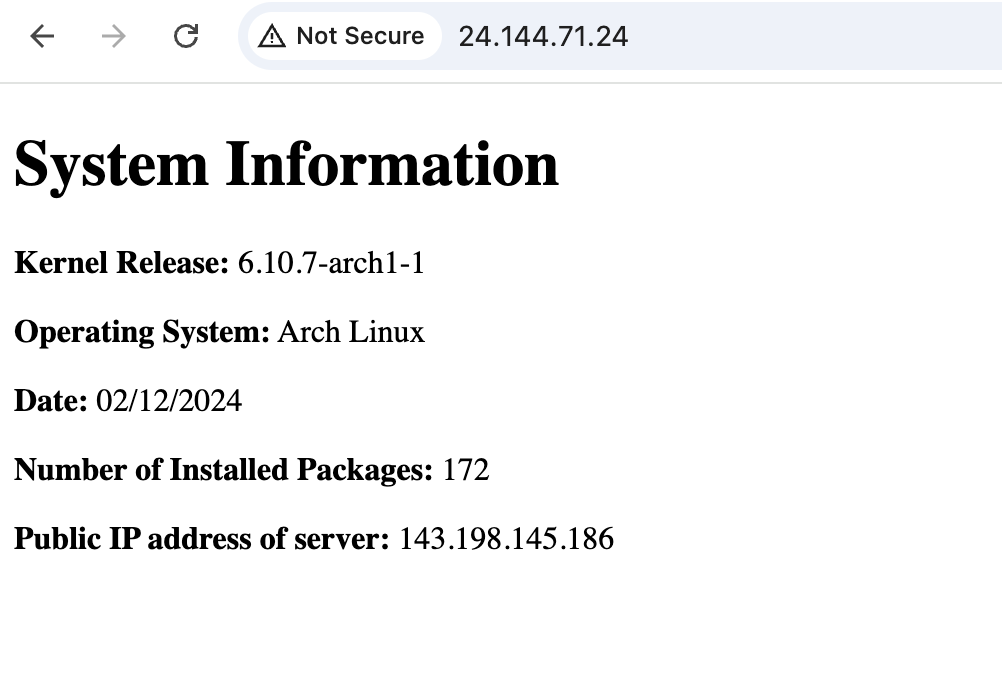 Not Secure 24.144.71.24
System Information
Kernel Release: 6.10.7-arch1-1
Operating System: Arch Linux
Date: 02/12/2024
Number of Installed Packages: 172
Public IP address of server: 143.198.145.186